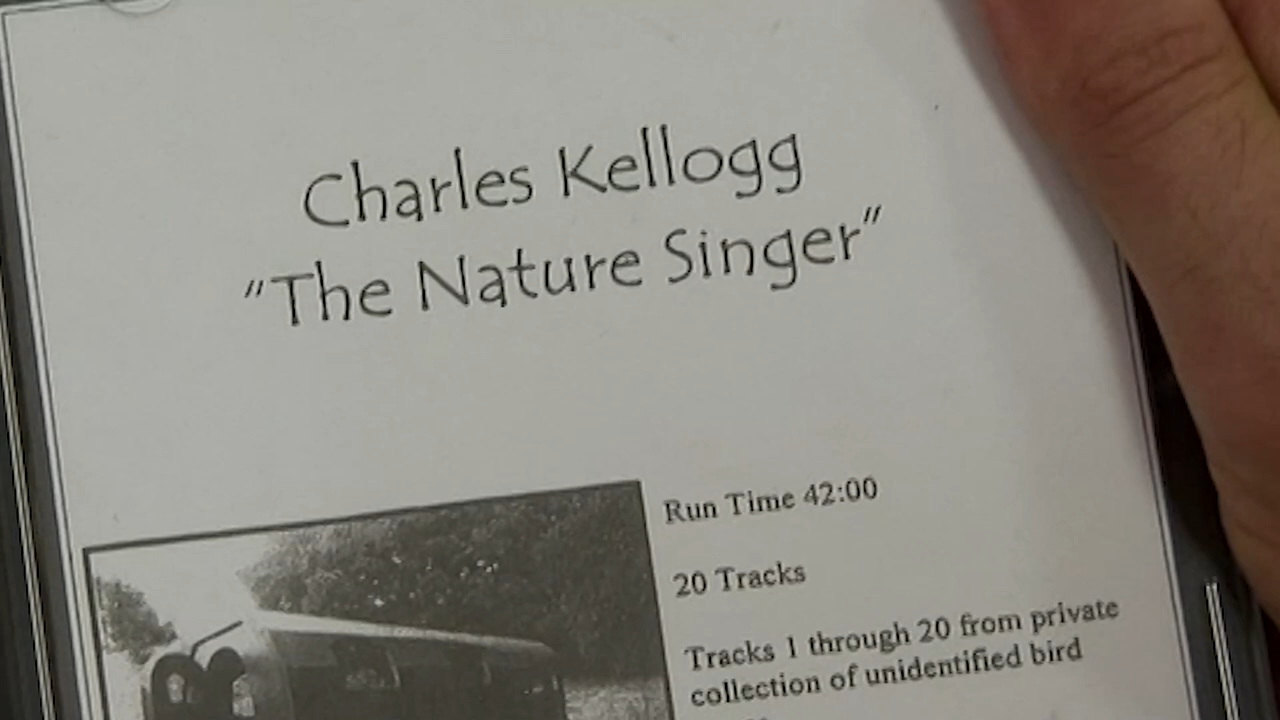 Charles Kellogg
"The Nature Singer"
Run Time 42:00
20 Tracks
Tracks 1 through 20 from private
collection of unidentified bird